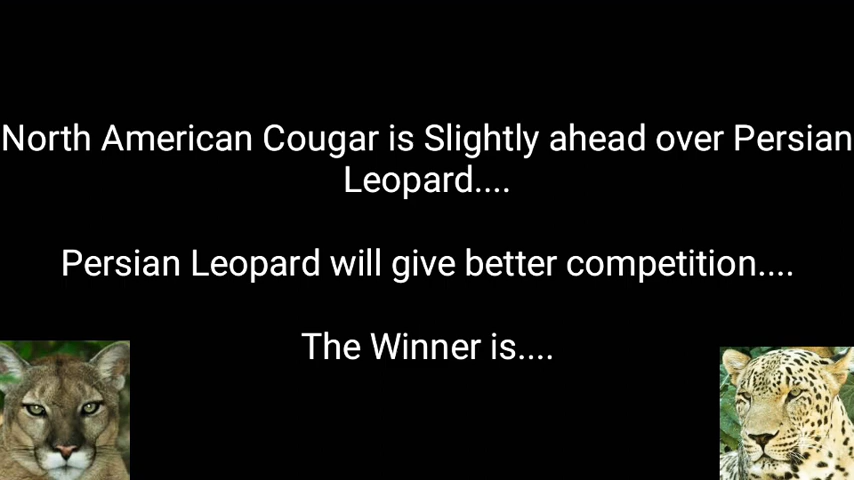 North American Cougar is Slightly ahead over Persian
Leopard....
Persian Leopard will give better competition....
The Winner is....